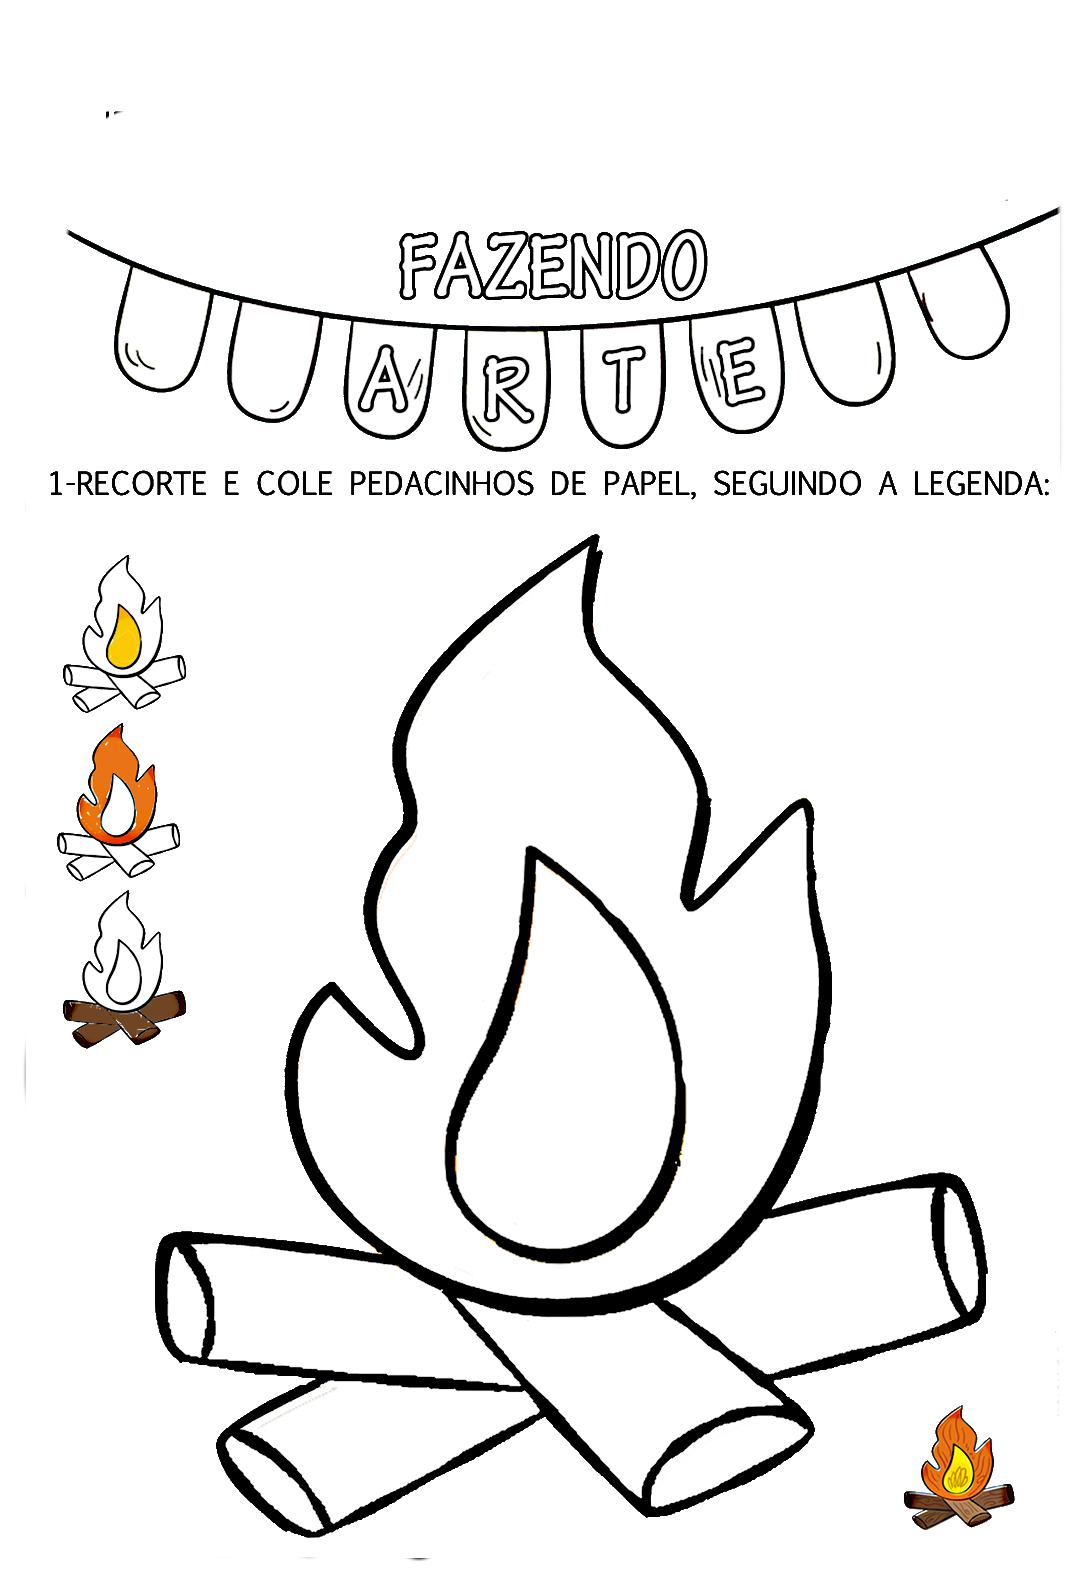 FAZENDO
ARTE
1-RECORTE E COLE PEDACINHOS DE PAPEL, SEGUINDO A LEGENDA: